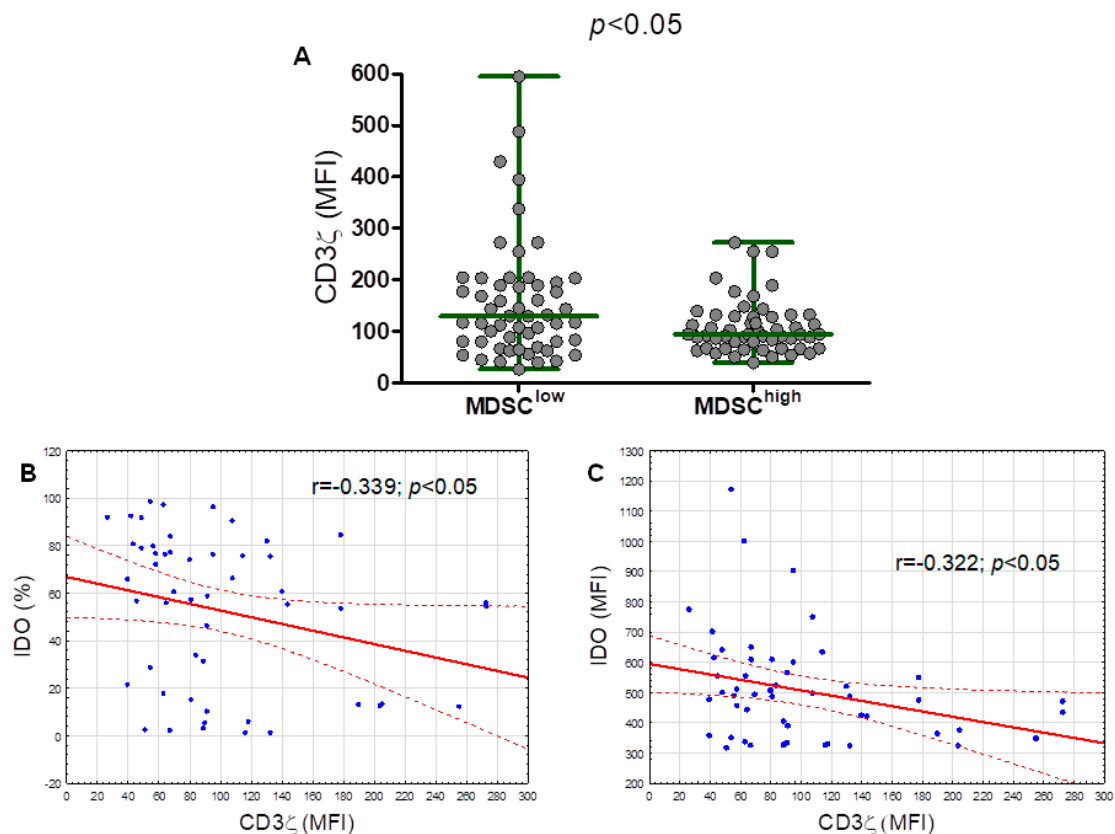 p<0.05
A
600
500
400
300
200
100
0
CD3ζ (MFI)
MDSC^low MDSC^high
B
r=-0.339; p<0.05
120
100
80
60
40
20
0
-20
IDO (%)
0 20 40 60 80 100 120 140 160 180 200 220 240 260 280 300
CD3ζ (MFI)
C
r=-0.322; p<0.05
1300
1200
1100
1000
900
800
700
600
500
400
300
200
IDO (MFI)
0 20 40 60 80 100 120 140 160 180 200 220 240 260 280 300
CD3ζ (MFI)